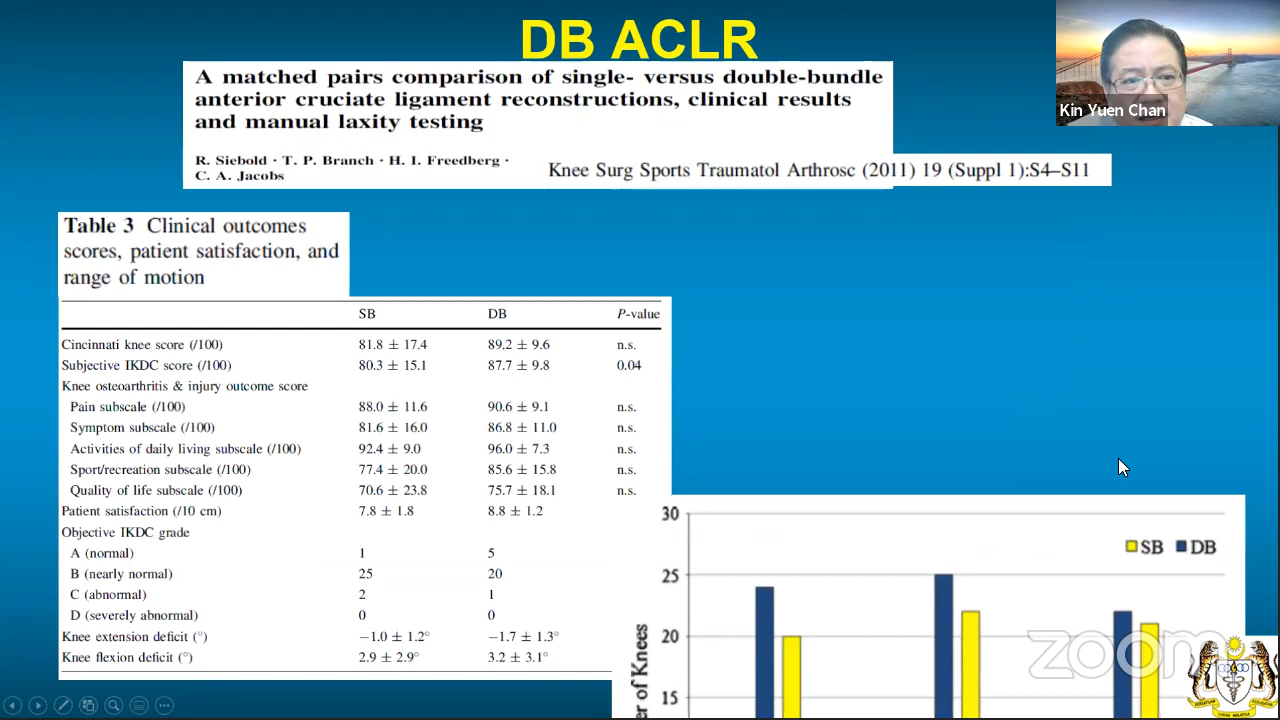 DB ACLR
A matched pairs comparison of single- versus double-bundle
anterior cruciate ligament reconstructions, clinical results
and manual laxity testing
R. Siebold · T. P. Branch · H. I. Freedberg ·
C. A. Jacobs
Knee Surg Sports Traumatol Arthrosc (2011) 19 (Suppl 1):S4–S11
Kin Yuen Chan
Table 3 Clinical outcomes
scores, patient satisfaction, and
range of motion
SB DB P-value
Cincinnati knee score (/100) 81.8 ± 17.4 89.2 ± 9.6 n.s.
Subjective IKDC score (/100) 80.3 ± 15.1 87.7 ± 9.8 0.04
Knee osteoarthritis & injury outcome score
Pain subscale (/100) 88.0 ± 11.6 90.6 ± 9.1 n.s.
Symptom subscale (/100) 81.6 ± 16.0 86.8 ± 11.0 n.s.
Activities of daily living subscale (/100) 92.4 ± 9.0 96.0 ± 7.3 n.s.
Sport/recreation subscale (/100) 77.4 ± 20.0 85.6 ± 15.8 n.s.
Quality of life subscale (/100) 70.6 ± 23.8 75.7 ± 18.1 n.s.
Patient satisfaction (/10 cm) 7.8 ± 1.8 8.8 ± 1.2
Objective IKDC grade
A (normal) 1 5
B (nearly normal) 25 20
C (abnormal) 2 1
D (severely abnormal) 0 0
Knee extension deficit (°) −1.0 ± 1.2° −1.7 ± 1.3°
Knee flexion deficit (°) 2.9 ± 2.9° 3.2 ± 3.1°
30
25
20
15
er of Knees
SB DB
zoom